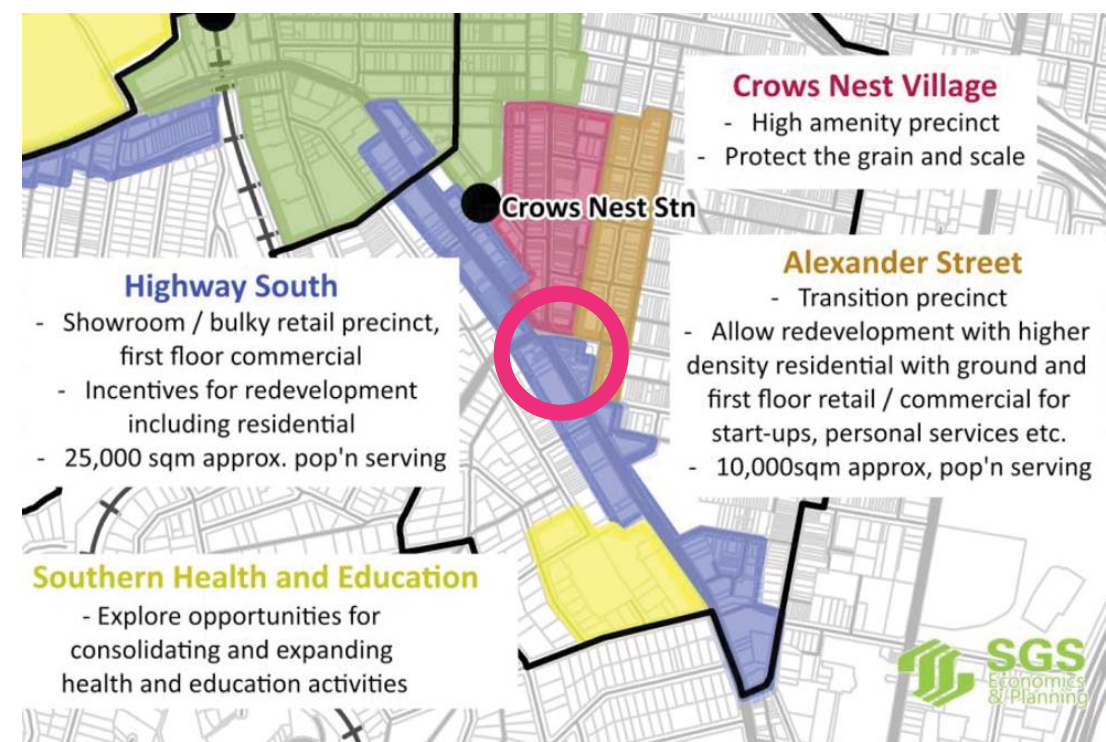 Crows Nest Village
- High amenity precinct
- Protect the grain and scale
Crows Nest Stn
Highway South
- Showroom / bulky retail precinct,
first floor commercial
- Incentives for redevelopment
including residential
- 25,000 sqm approx. pop'n serving
Alexander Street
- Transition precinct
- Allow redevelopment with higher
density residential with ground and
first floor retail / commercial for
start-ups, personal services etc.
- 10,000sqm approx, pop'n serving
Southern Health and Education
- Explore opportunities for
consolidating and expanding
health and education activities
SGS
Economics
& Planning